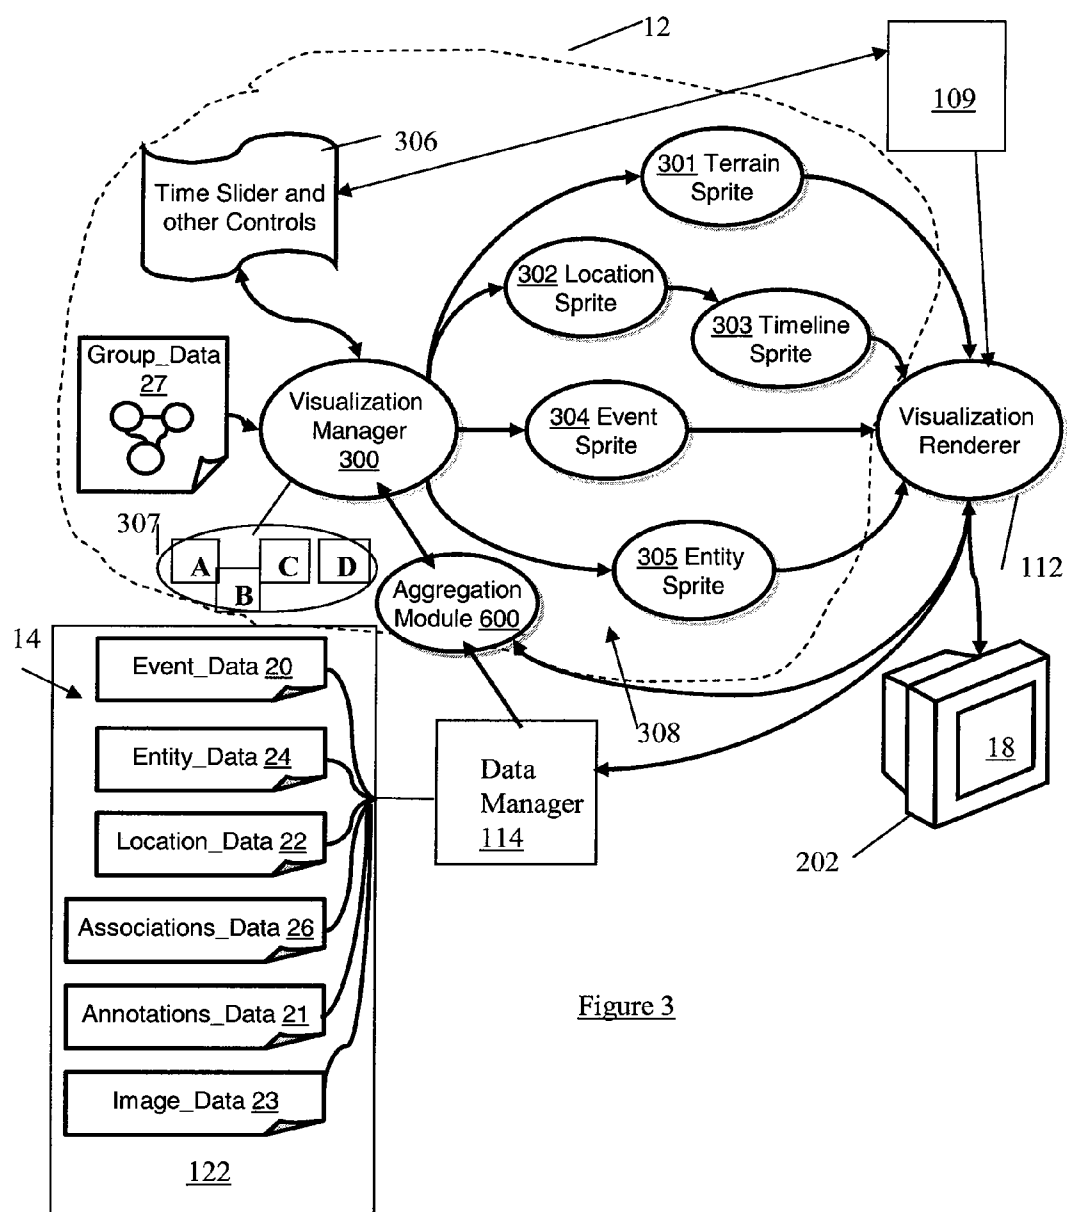 12
109
306
Time Slider and
other Controls
301 Terrain
Sprite
302 Location
Sprite
303 Timeline
Sprite
Group_Data
27
Visualization
Manager
300
304 Event
Sprite
Visualization
Renderer
307
A
B
C
D
305 Entity
Sprite
112
Aggregation
Module 600
14
308
Event_Data 20
Entity_Data 24
Location_Data 22
Associations_Data 26
Annotations_Data 21
Image_Data 23
122
Data
Manager
114
18
202
Figure 3